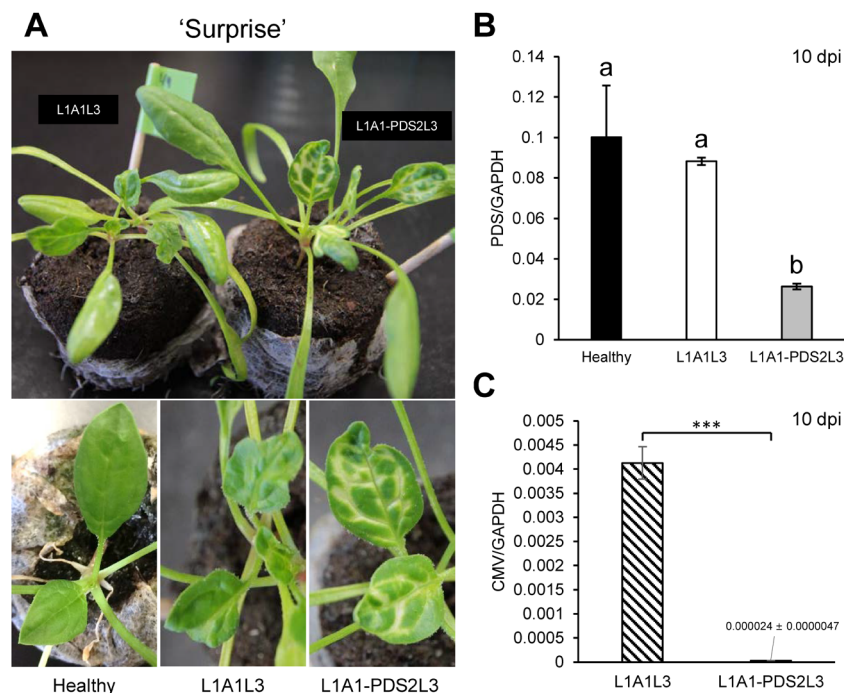 A
'Surprise'
L1A1L3
L1A1-PDS2L3
Healthy
L1A1L3
L1A1-PDS2L3
B
10 dpi
PDS/GAPDH
0.14
0.12
0.1
0.08
0.06
0.04
0.02
0
a
a
b
Healthy
L1A1L3
L1A1-PDS2L3
C
10 dpi
CMV/GAPDH
0.005
0.0045
0.004
0.0035
0.003
0.0025
0.002
0.0015
0.001
0.0005
0
***
0.000024 ± 0.0000047
L1A1L3
L1A1-PDS2L3